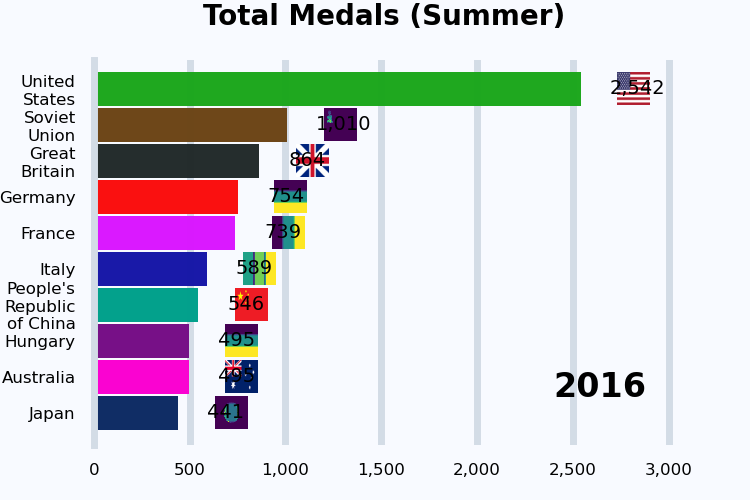 Total Medals (Summer)
United
States
2,542
Soviet
Union
1,010
Great
Britain
864
Germany
754
France
739
Italy
589
People's
Republic
of China
546
Hungary
495
Australia
495
Japan
441
2016
0 500 1,000 1,500 2,000 2,500 3,000